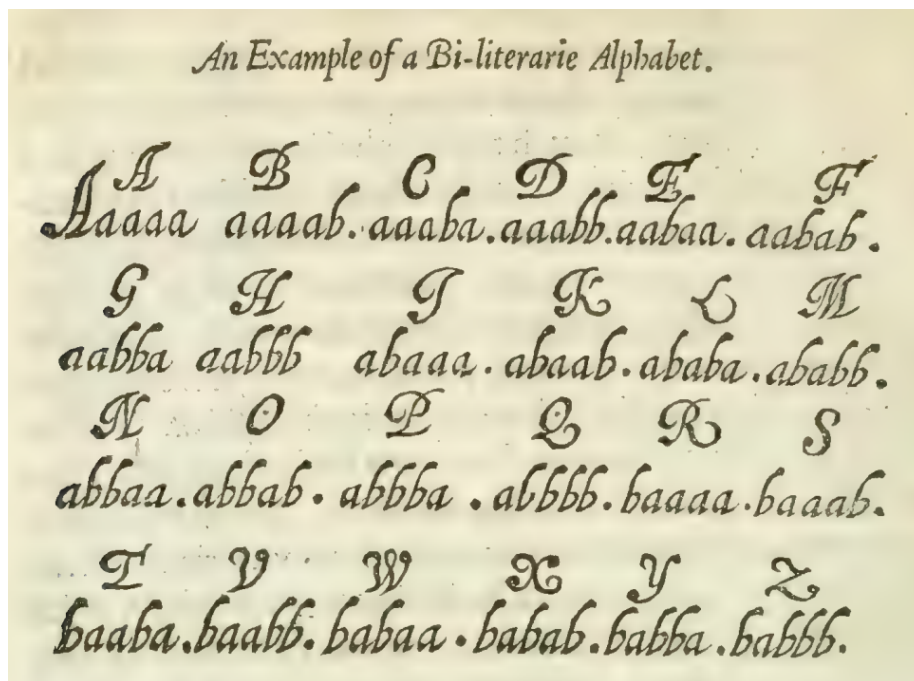 An Example of a Bi-literarie Alphabet.
A B C D E F
Aaaaa aaaab. aaaba. aaabb. aabaa. aabab.
G H I K L M
aabba aabbb abaaa. abaab. ababa. ababb.
N O P Q R S
abbaa. abbab. abbba. abbbb. baaaa. baaab.
T V W X Y Z
baaba. baabb. babaa. babab. babba. babbb.